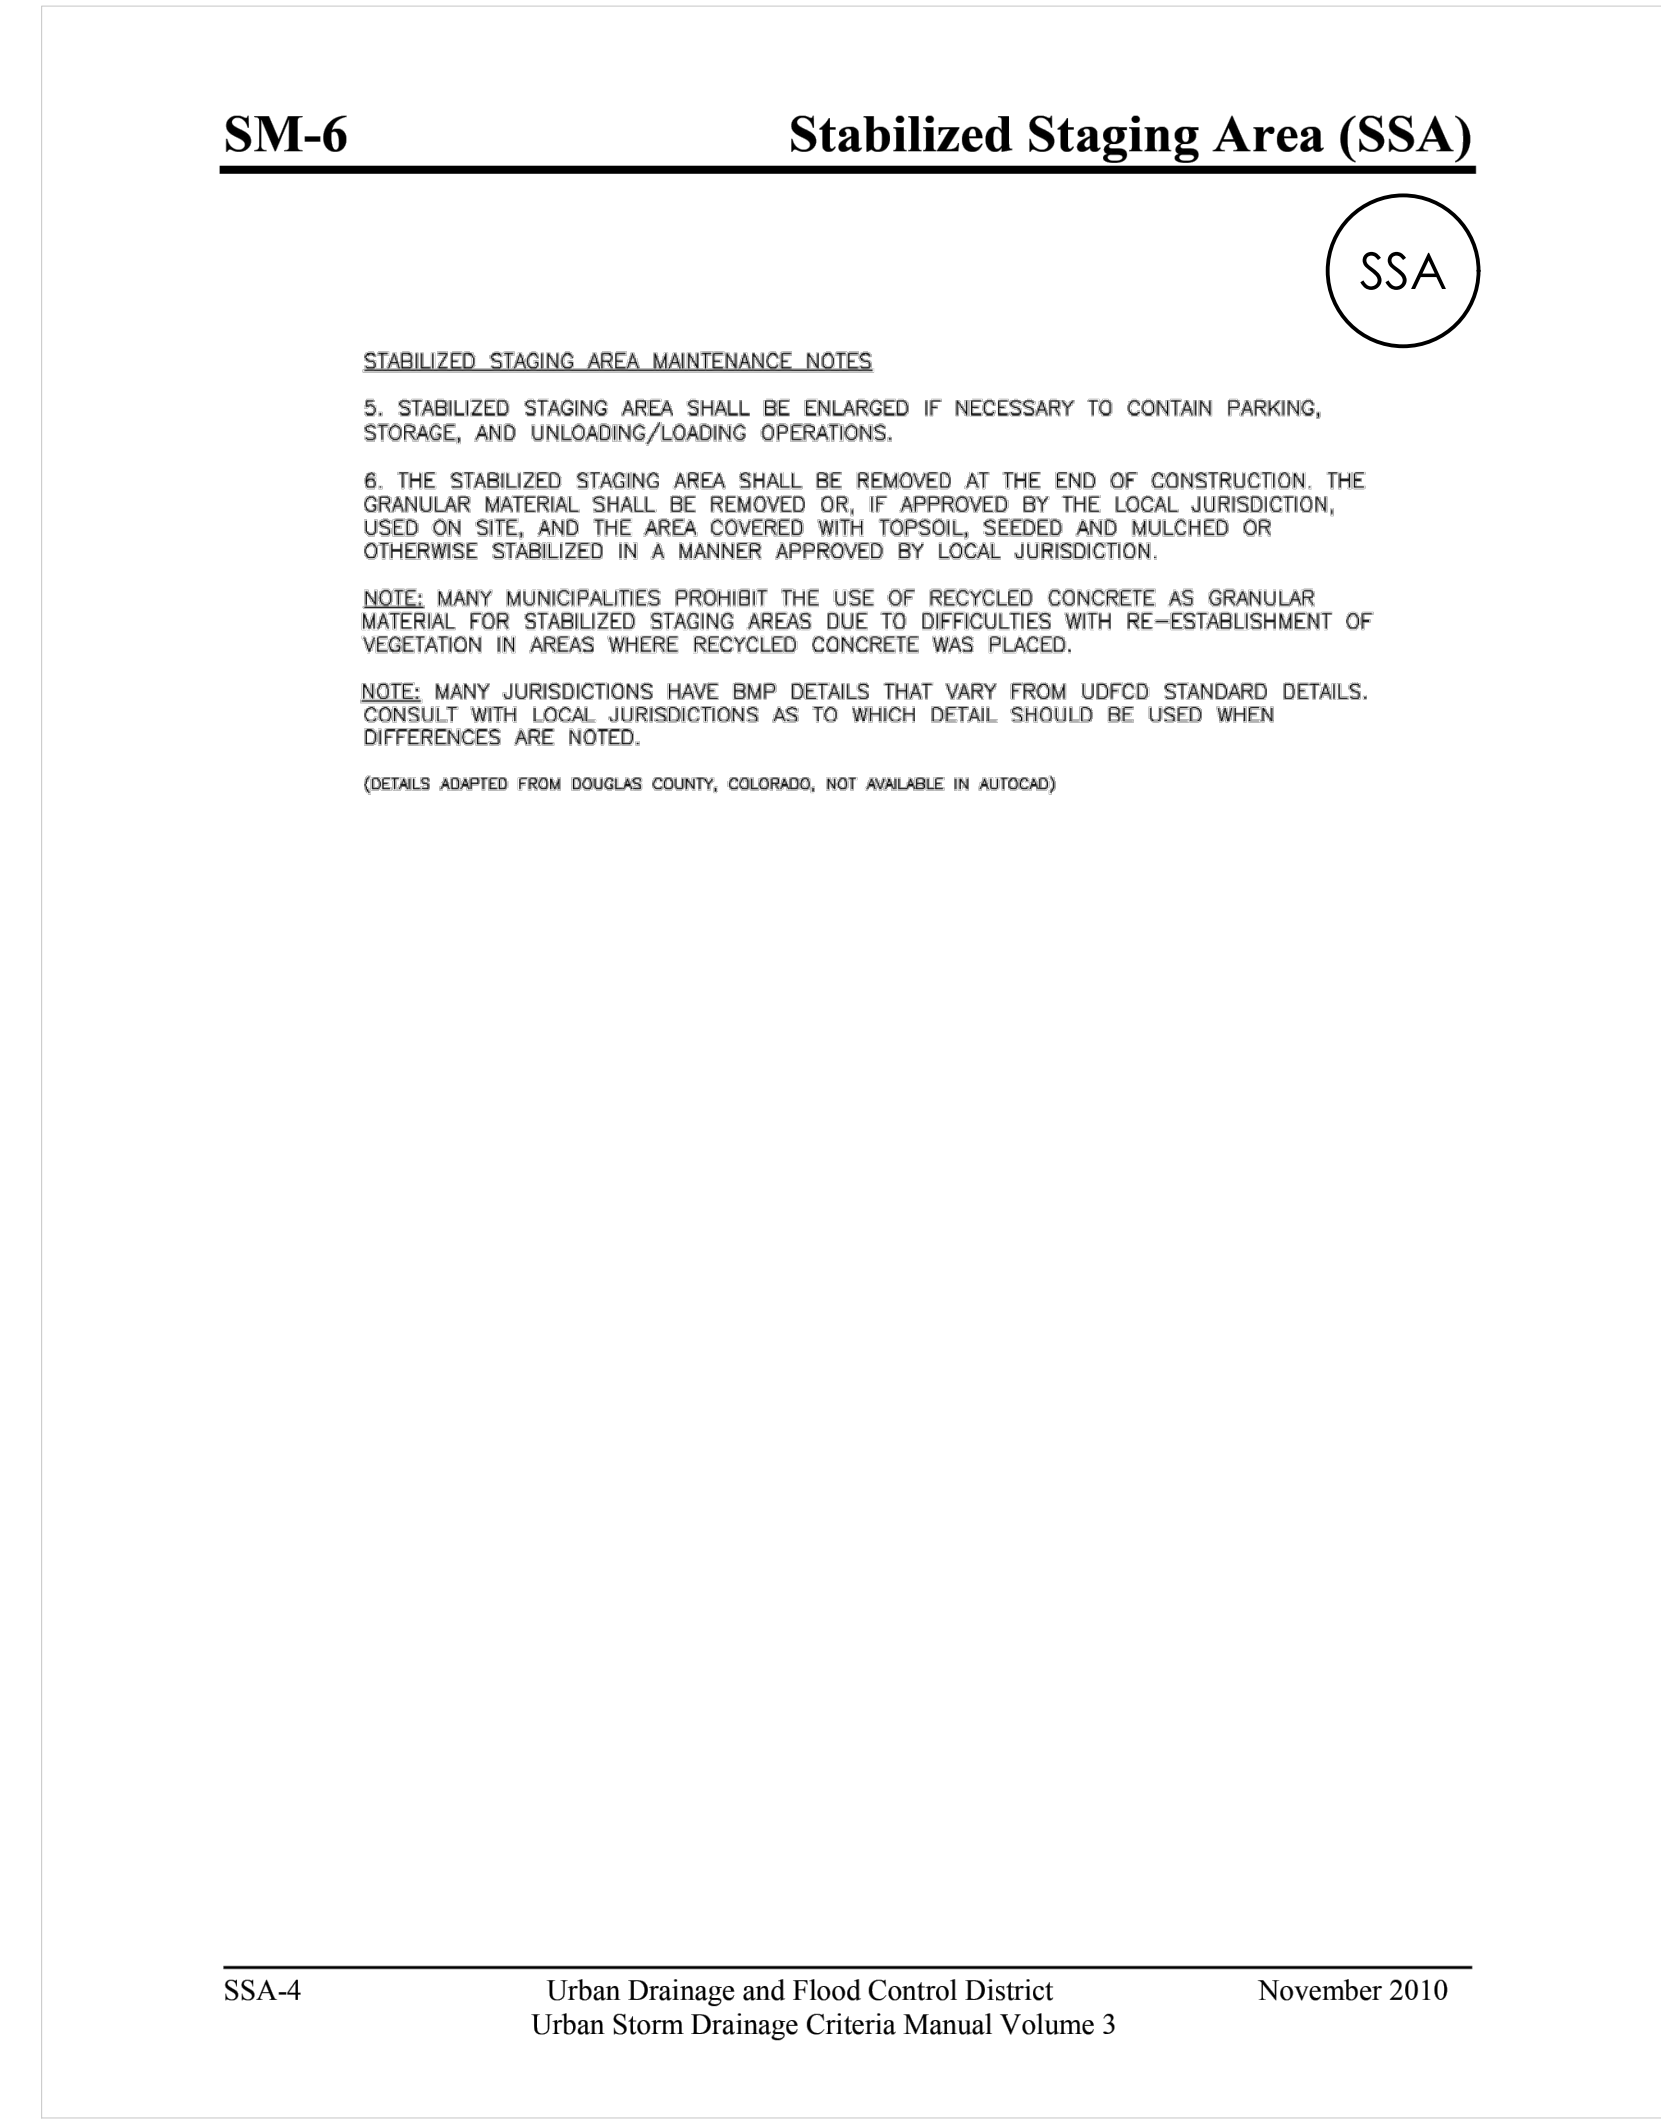 SM-6 Stabilized Staging Area (SSA)
SSA
STABILIZED STAGING AREA MAINTENANCE NOTES
5. STABILIZED STAGING AREA SHALL BE ENLARGED IF NECESSARY TO CONTAIN PARKING,
STORAGE, AND UNLOADING/LOADING OPERATIONS.
6. THE STABILIZED STAGING AREA SHALL BE REMOVED AT THE END OF CONSTRUCTION. THE
GRANULAR MATERIAL SHALL BE REMOVED OR, IF APPROVED BY THE LOCAL JURISDICTION,
USED ON SITE, AND THE AREA COVERED WITH TOPSOIL, SEEDED AND MULCHED OR
OTHERWISE STABILIZED IN A MANNER APPROVED BY LOCAL JURISDICTION.
NOTE: MANY MUNICIPALITIES PROHIBIT THE USE OF RECYCLED CONCRETE AS GRANULAR
MATERIAL FOR STABILIZED STAGING AREAS DUE TO DIFFICULTIES WITH RE-ESTABLISHMENT OF
VEGETATION IN AREAS WHERE RECYCLED CONCRETE WAS PLACED.
NOTE: MANY JURISDICTIONS HAVE BMP DETAILS THAT VARY FROM UDFCD STANDARD DETAILS.
CONSULT WITH LOCAL JURISDICTIONS AS TO WHICH DETAIL SHOULD BE USED WHEN
DIFFERENCES ARE NOTED.
(DETAILS ADAPTED FROM DOUGLAS COUNTY, COLORADO, NOT AVAILABLE IN AUTOCAD)
SSA-4 Urban Drainage and Flood Control District November 2010
Urban Storm Drainage Criteria Manual Volume 3